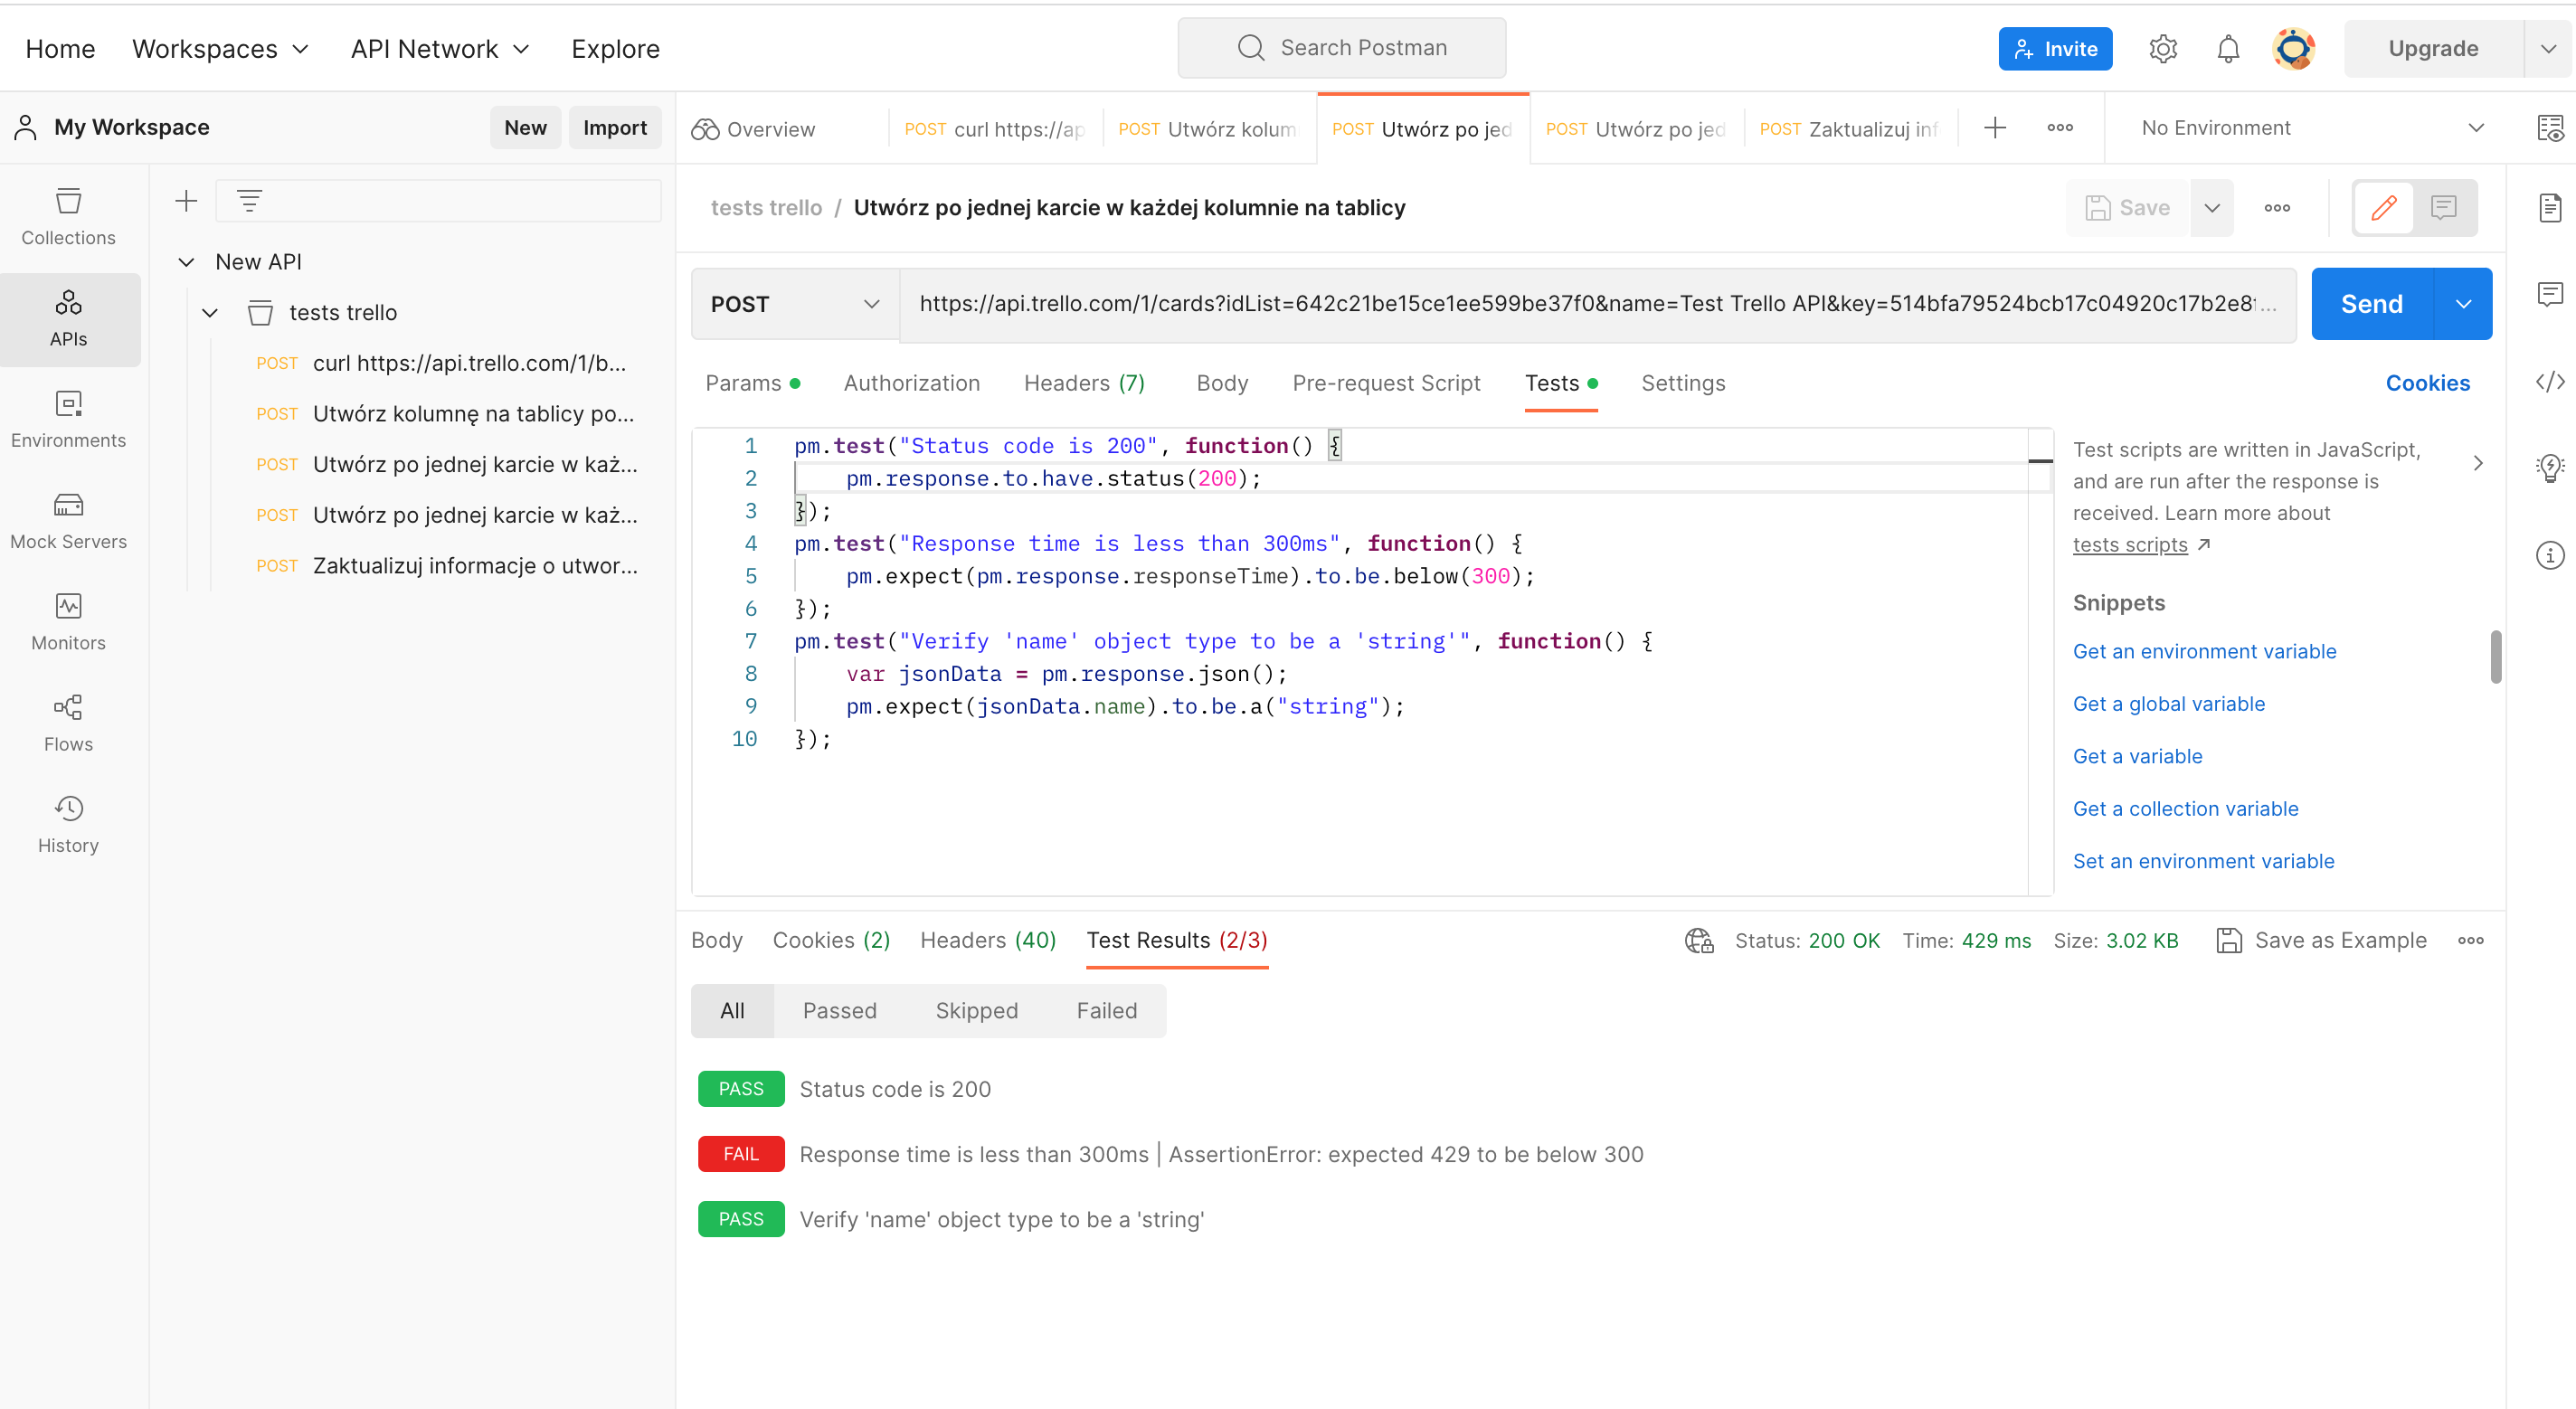 Home Workspaces API Network Explore Search Postman Invite Upgrade
My Workspace New Import Overview POST curl https://ap POST Utwórz kolum POST Utwórz po jed POST Utwórz po jed POST Zaktualizuj inf No Environment
Collections
APIs
Environments
Mock Servers
Monitors
Flows
History
New API
tests trello
POST curl https://api.trello.com/1/b...
POST Utwórz kolumnę na tablicy po...
POST Utwórz po jednej karcie w każ...
POST Utwórz po jednej karcie w każ...
POST Zaktualizuj informacje o utwor...
tests trello / Utwórz po jednej karcie w każdej kolumnie na tablicy Save
POST https://api.trello.com/1/cards?idList=642c21be15ce1ee599be37f0&name=Test Trello API&key=514bfa79524bcb17c04920c17b2e8... Send
Params Authorization Headers (7) Body Pre-request Script Tests Settings Cookies
1 pm.test("Status code is 200", function() {
2 pm.response.to.have.status(200);
3 });
4 pm.test("Response time is less than 300ms", function() {
5 pm.expect(pm.response.responseTime).to.be.below(300);
6 });
7 pm.test("Verify 'name' object type to be a 'string'", function() {
8 var jsonData = pm.response.json();
9 pm.expect(jsonData.name).to.be.a("string");
10 });
Test scripts are written in JavaScript,
and are run after the response is
received. Learn more about
tests scripts ↗
Snippets
Get an environment variable
Get a global variable
Get a variable
Get a collection variable
Set an environment variable
Body Cookies (2) Headers (40) Test Results (2/3) Status: 200 OK Time: 429 ms Size: 3.02 KB Save as Example
All Passed Skipped Failed
PASS Status code is 200
FAIL Response time is less than 300ms | AssertionError: expected 429 to be below 300
PASS Verify 'name' object type to be a 'string'